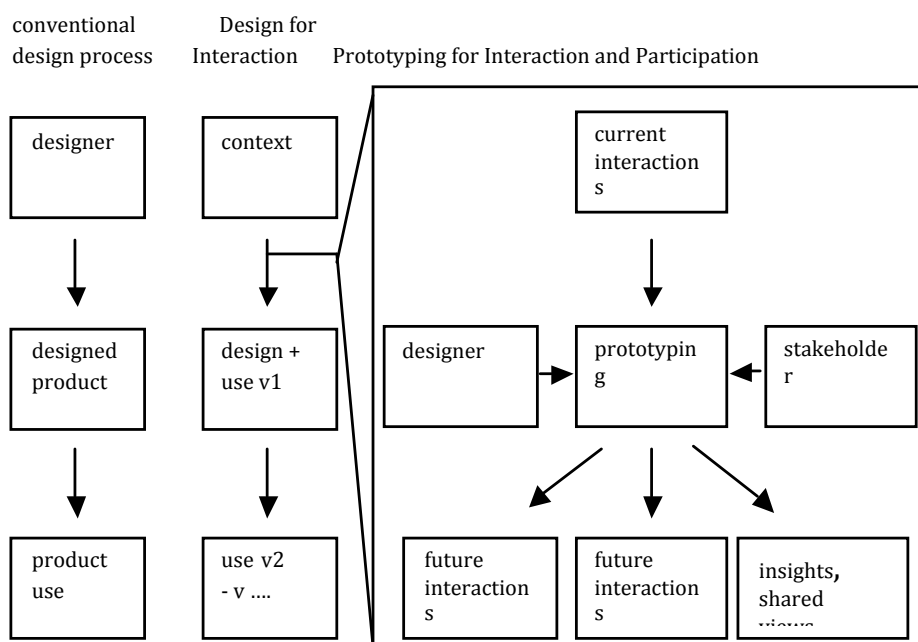 conventional
design process
Design for
Interaction
Prototyping for Interaction and Participation
designer
context
current
interaction
s
designed
product
design +
use v1
designer
prototypin
g
stakeholde
r
product
use
use v2
- v ....
future
interaction
s
future
interaction
s
insights,
shared
views